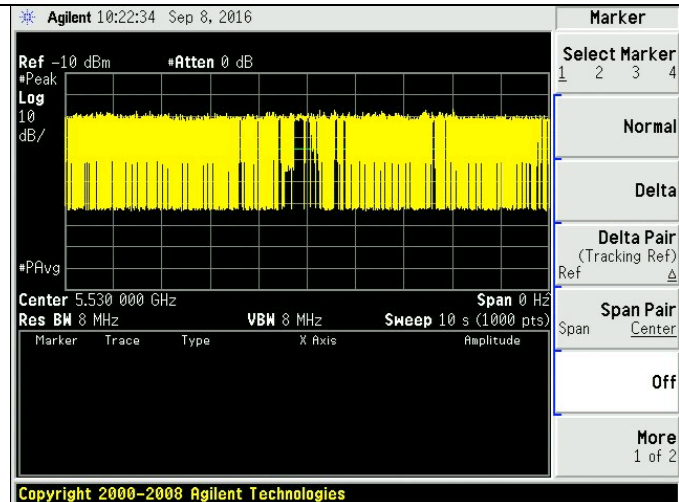 Agilent 10:22:34 Sep 8, 2016
Marker
Ref -10 dBm #Atten 0 dB
#Peak
Log
10
dB/
#PAvg
Center 5.530 000 GHz Span 0 Hz
Res BW 8 MHz VBW 8 MHz Sweep 10 s (1000 pts)
Marker Trace Type X Axis Amplitude
Select Marker
1 2 3 4
Normal
Delta
Delta Pair
(Tracking Ref)
Ref Δ
Span Pair
Span Center
Off
More
1 of 2
Copyright 2000-2008 Agilent Technologies